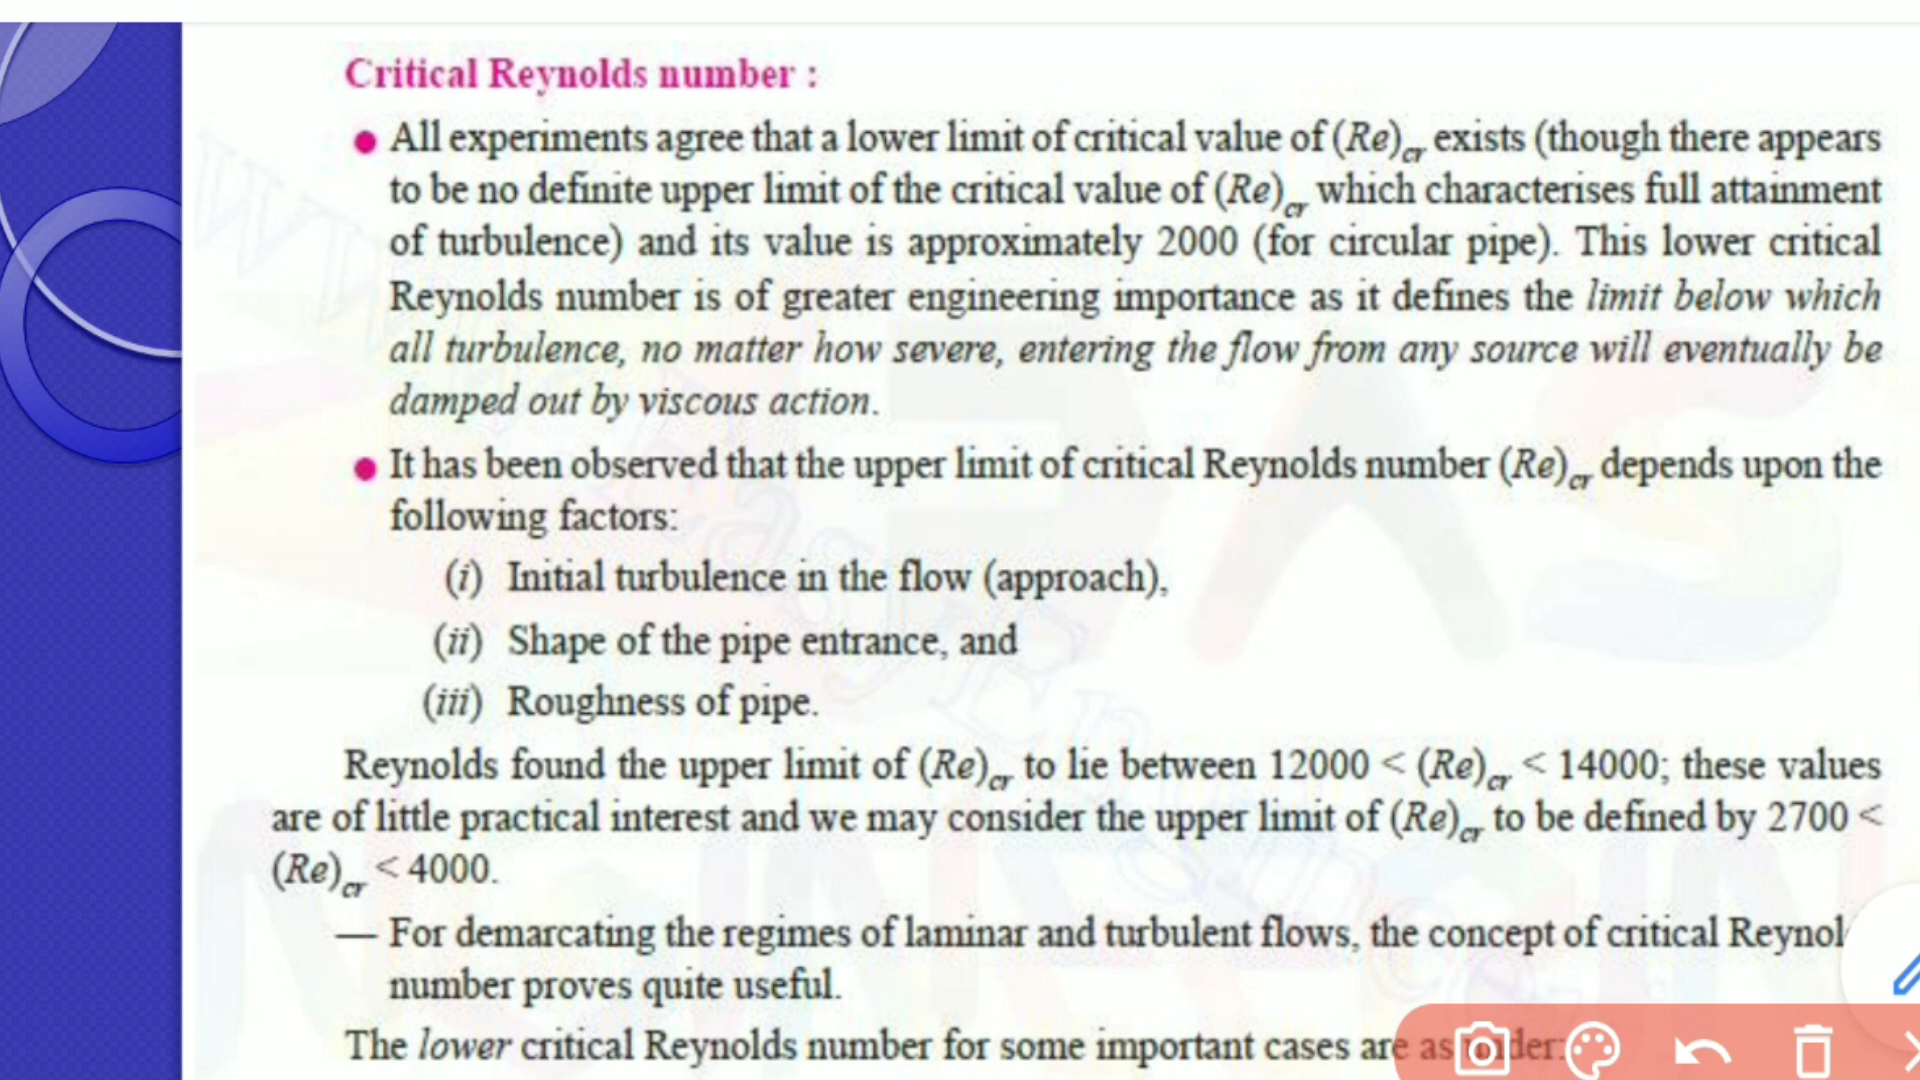 Critical Reynolds number :
● All experiments agree that a lower limit of critical value of (Re)cr exists (though there appears
to be no definite upper limit of the critical value of (Re)cr which characterises full attainment
of turbulence) and its value is approximately 2000 (for circular pipe). This lower critical
Reynolds number is of greater engineering importance as it defines the limit below which
all turbulence, no matter how severe, entering the flow from any source will eventually be
damped out by viscous action.
● It has been observed that the upper limit of critical Reynolds number (Re)cr depends upon the
following factors:
(i) Initial turbulence in the flow (approach),
(ii) Shape of the pipe entrance, and
(iii) Roughness of pipe.
Reynolds found the upper limit of (Re)cr to lie between 12000 < (Re)cr < 14000; these values
are of little practical interest and we may consider the upper limit of (Re)cr to be defined by 2700 <
(Re)cr < 4000.
— For demarcating the regimes of laminar and turbulent flows, the concept of critical Reynol
number proves quite useful.
The lower critical Reynolds number for some important cases are as under: